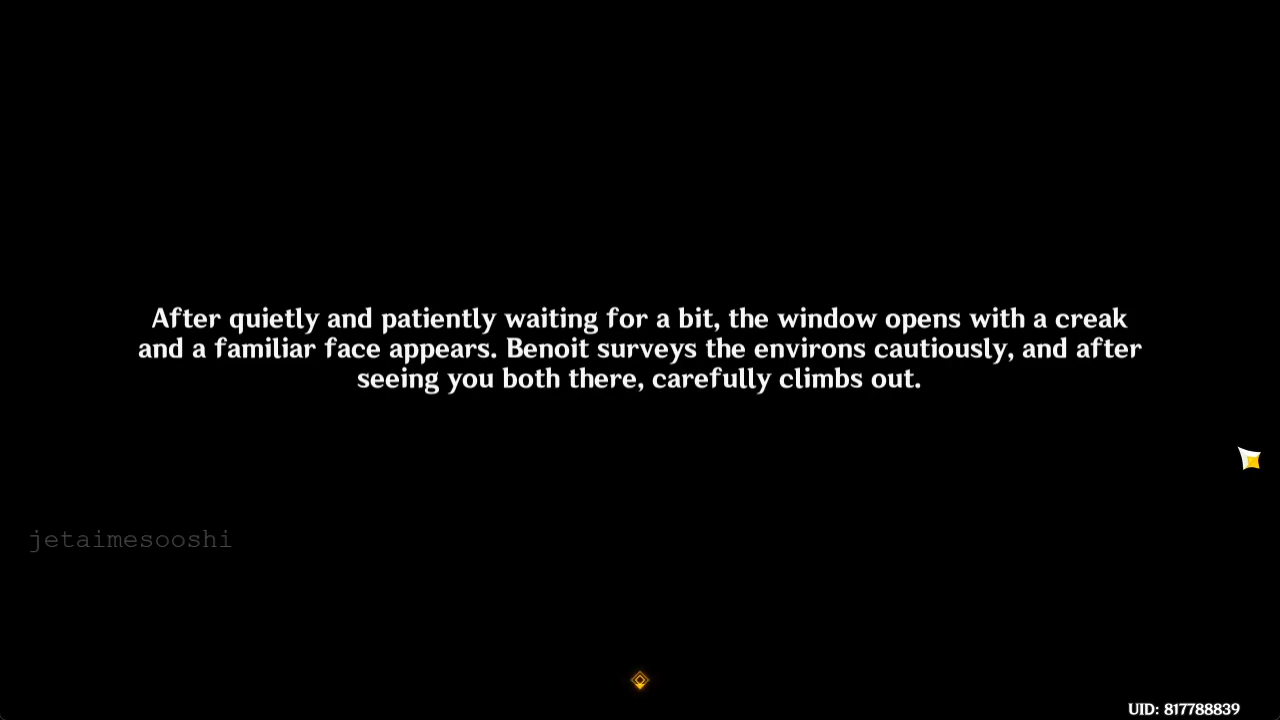 After quietly and patiently waiting for a bit, the window opens with a creak
and a familiar face appears. Benoit surveys the environs cautiously, and after
seeing you both there, carefully climbs out.
jetaimesooshi
UID: 817788839